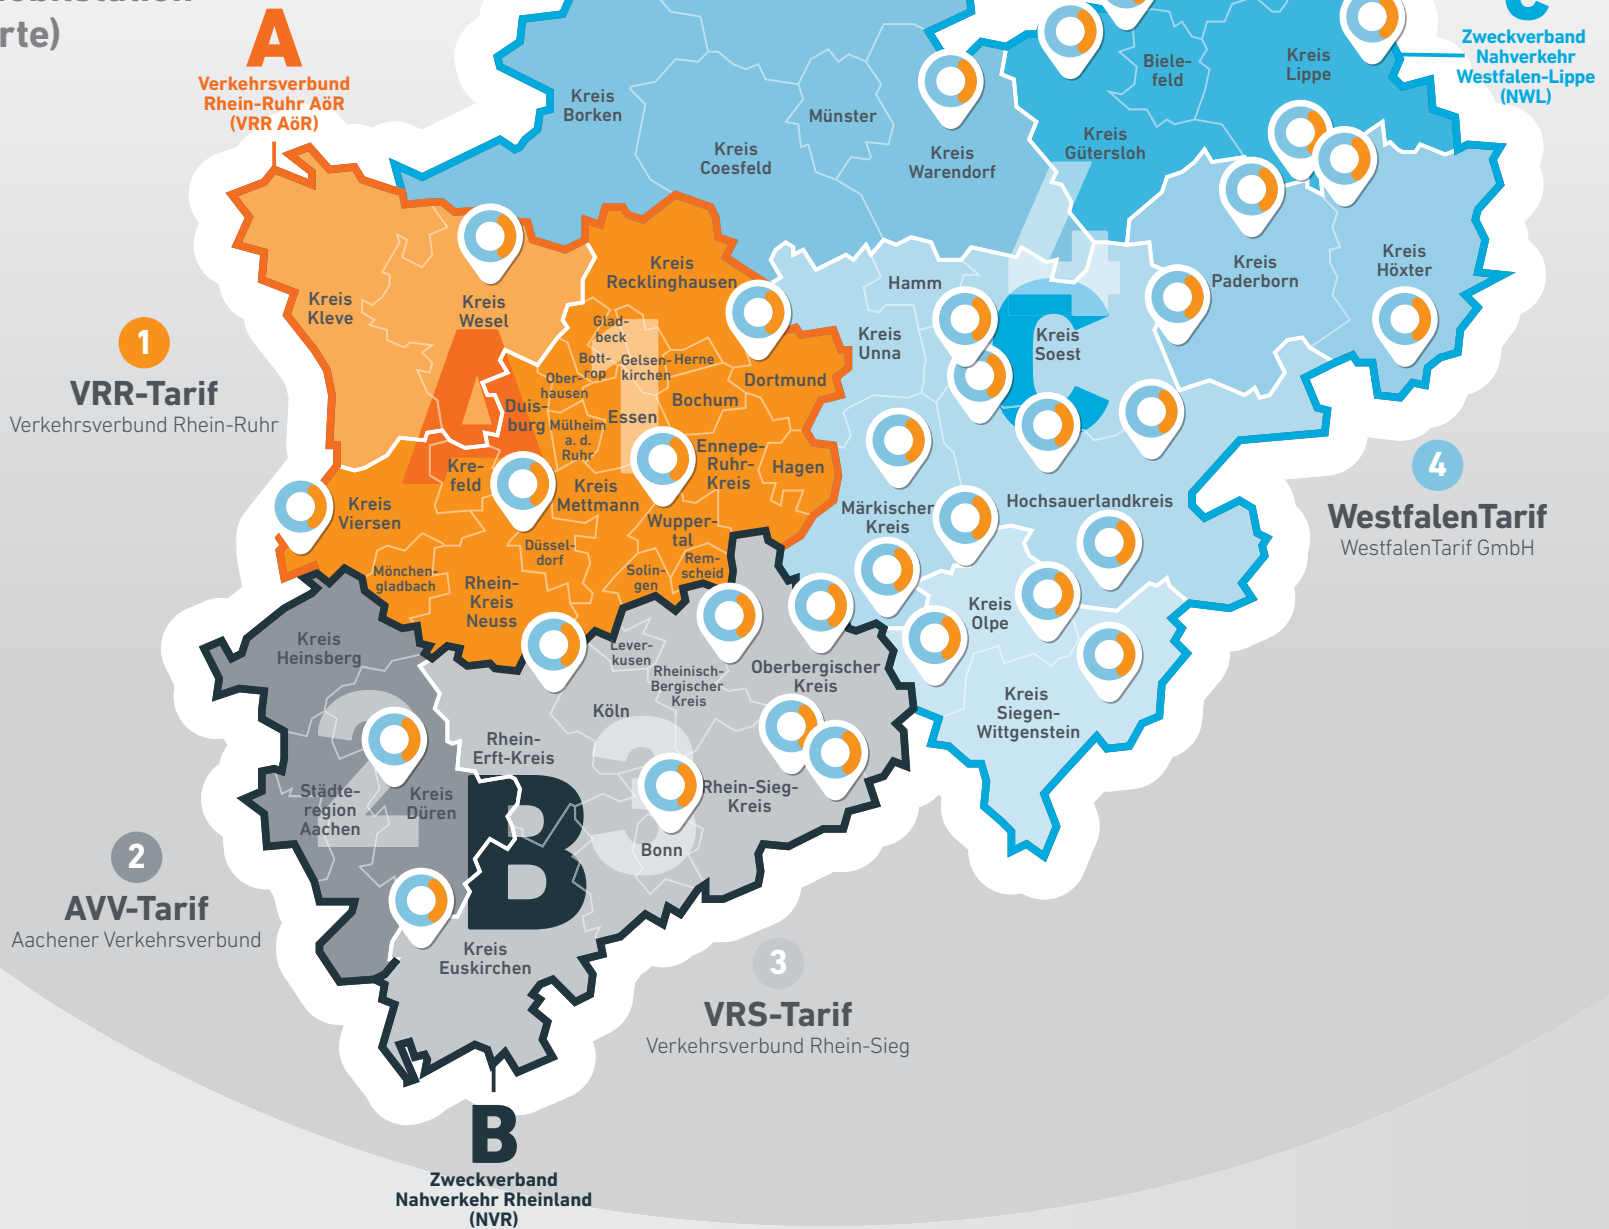 rte)
A
Verkehrsverbund
Rhein-Ruhr AöR
(VRR AöR)
C
Zweckverband
Nahverkehr
Westfalen-Lippe
(NWL)
Kreis
Borken
Kreis
Coesfeld
Münster
Kreis
Warendorf
Biele-
feld
Kreis
Lippe
Kreis
Gütersloh
Kreis
Paderborn
Kreis
Höxter
Kreis
Kleve
Kreis
Wesel
Kreis
Recklinghausen
Hamm
Kreis
Unna
4
C
Kreis
Soest
1
VRR-Tarif
Verkehrsverbund Rhein-Ruhr
A
1
Glad-
beck
Bott-
rop
Gelsen-
kirchen
Herne
Ober-
hausen
Dortmund
Duis-
burg
Mülheim
a. d.
Ruhr
Essen
Bochum
Ennepe-
Ruhr-
Kreis
Hagen
Kre-
feld
Kreis
Mettmann
Kreis
Viersen
Wupper-
tal
Düssel-
dorf
Mönchen-
gladbach
Rhein-
Kreis
Neuss
Solin-
gen
Rem-
scheid
Märkischer
Kreis
Hochsauerlandkreis
4
WestfalenTarif
WestfalenTarif GmbH
Kreis
Olpe
Kreis
Siegen-
Wittgenstein
Kreis
Heinsberg
Lever-
kusen
Rheinisch-
Bergischer
Kreis
Oberbergischer
Kreis
2
Köln
3
Rhein-
Erft-Kreis
Städte-
region
Aachen
Kreis
Düren
B
Rhein-Sieg-
Kreis
Bonn
2
AVV-Tarif
Aachener Verkehrsverbund
Kreis
Euskirchen
3
VRS-Tarif
Verkehrsverbund Rhein-Sieg
B
Zweckverband
Nahverkehr Rheinland
(NVR)